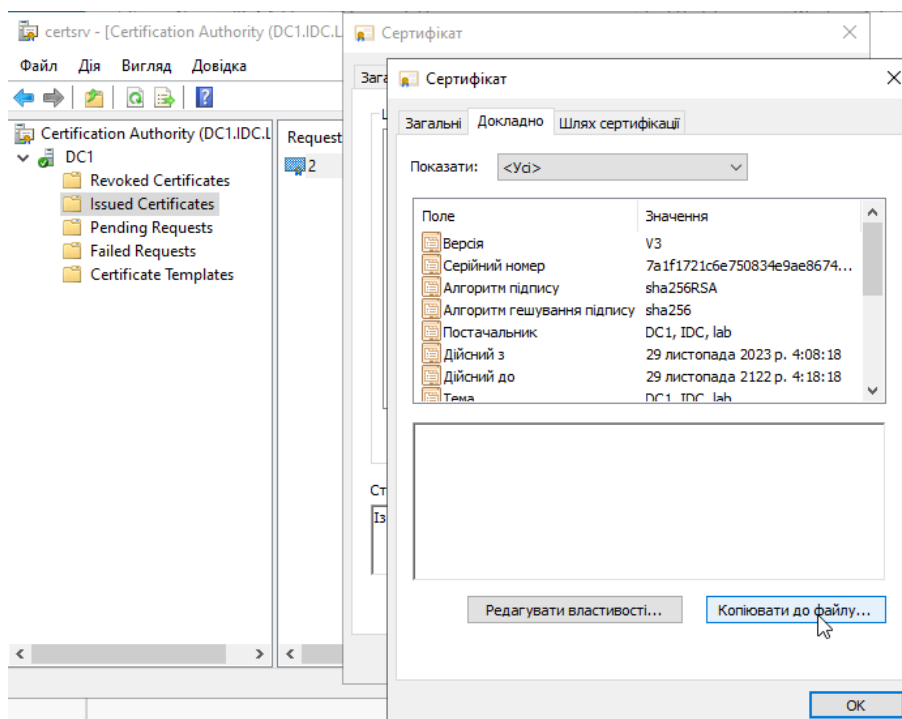 certsrv - [Certification Authority (DC1.IDC.L
Файл Дія Вигляд Довідка
Certification Authority (DC1.IDC.L
DC1
Revoked Certificates
Issued Certificates
Pending Requests
Failed Requests
Certificate Templates
Request
2
Сертифікат
Зага
Ц
Ст
Із
Сертифікат
Загальні Докладно Шлях сертифікації
Показати: <Усі>
Поле Значення
Версія V3
Серійний номер 7a1f1721c6e750834e9ae8674...
Алгоритм підпису sha256RSA
Алгоритм гешування підпису sha256
Постачальник DC1, IDC, lab
Дійсний з 29 листопада 2023 р. 4:08:18
Дійсний до 29 листопада 2122 р. 4:18:18
Тема DC1, IDC, lab
Редагувати властивості... Копіювати до файлу...
OK